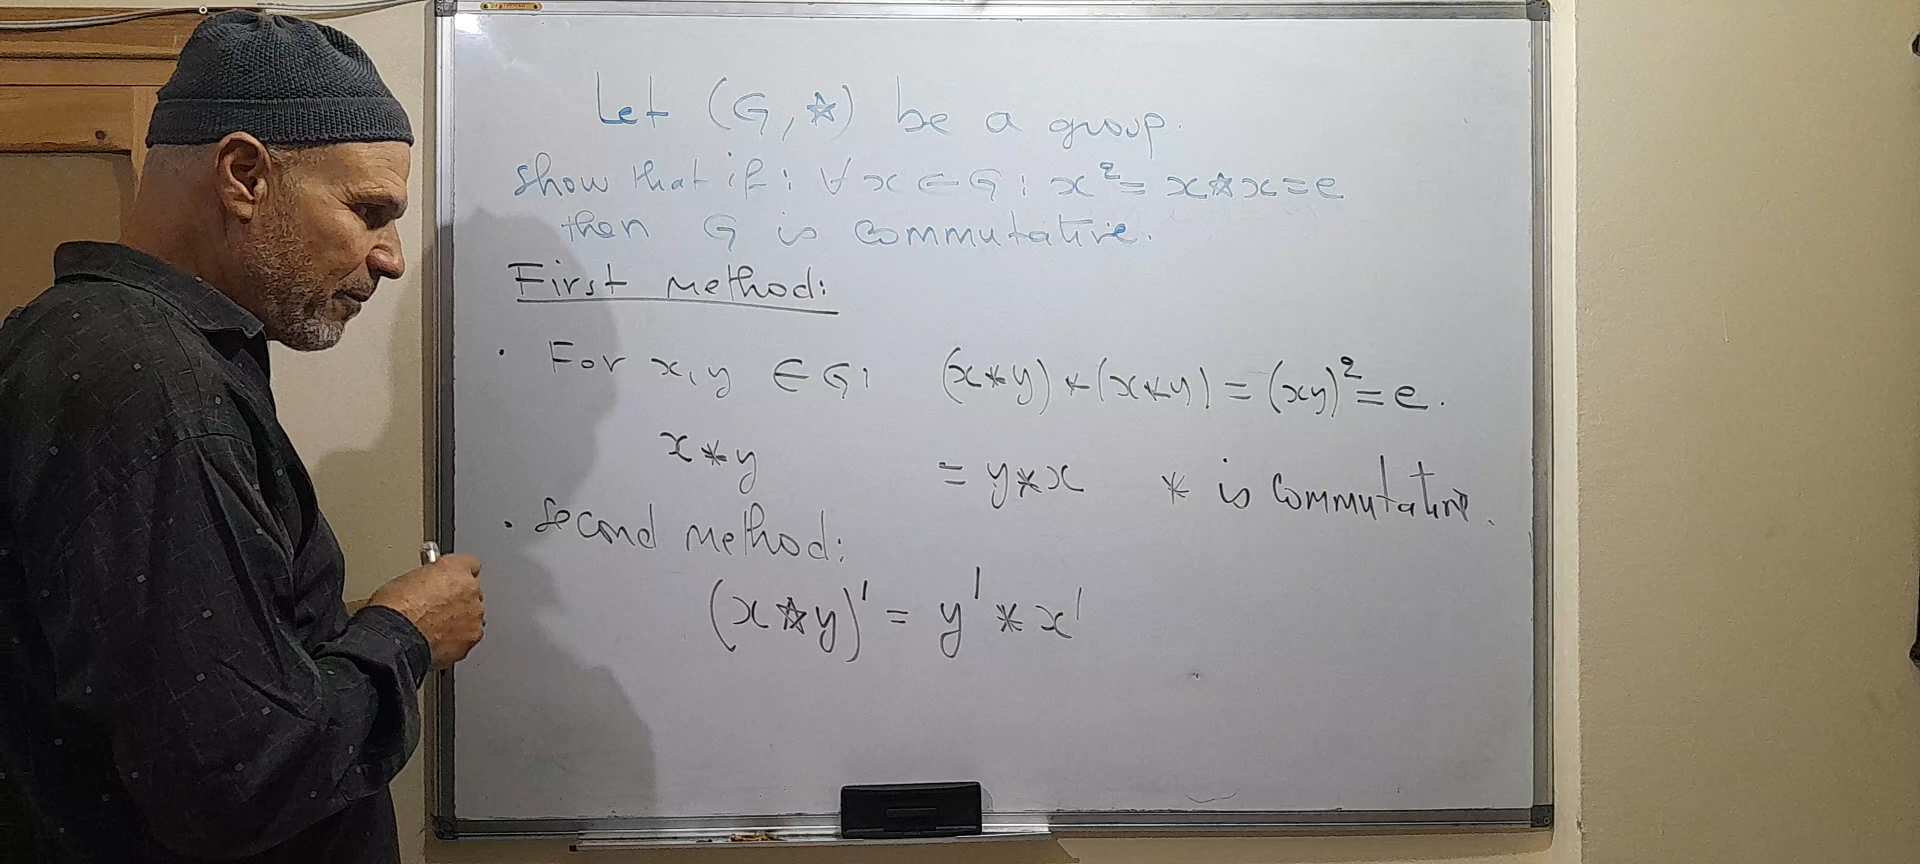 Let (G, ☆) be a group.
show that if : ∀ x ∈ G : x² = x ☆ x = e
then G is commutative.
First method:
· For x, y ∈ G : (x * y) * (x * y) = (xy)² = e.
x * y = y * x * is commutative.
· Second method:
(x ☆ y)' = y' * x'